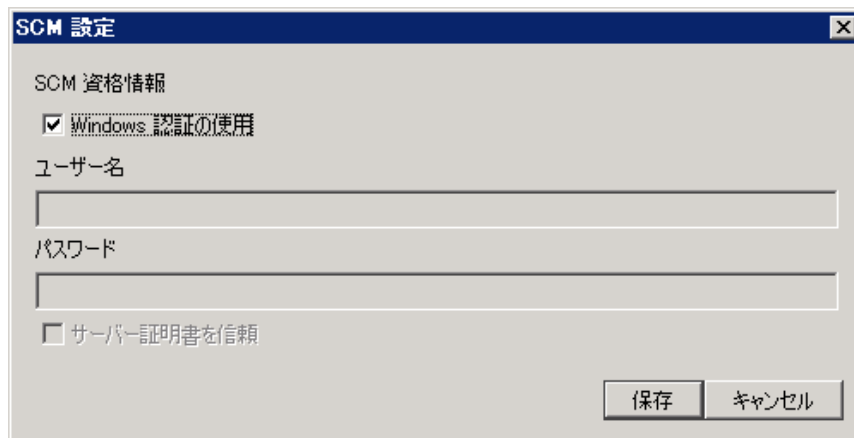 SCM 設定
SCM 資格情報
Windows 認証の使用
ユーザー名
パスワード
サーバー証明書を信頼
保存 キャンセル